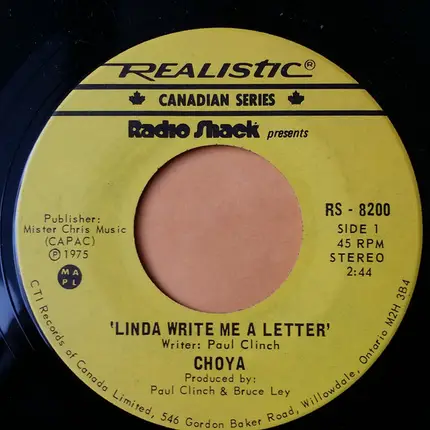 REALISTIC®
CANADIAN SERIES
Radio Shack presents
RS - 8200
SIDE 1
45 RPM
STEREO
2:44
Publisher:
Mister Chris Music
(CAPAC)
Ⓟ 1975
MA
PL
'LINDA WRITE ME A LETTER'
Writer: Paul Clinch
CHOYA
Produced by:
Paul Clinch & Bruce Ley
CTI Records of Canada Limited, 546 Gordon Baker Road, Willowdale, Ontario M2H 3B4